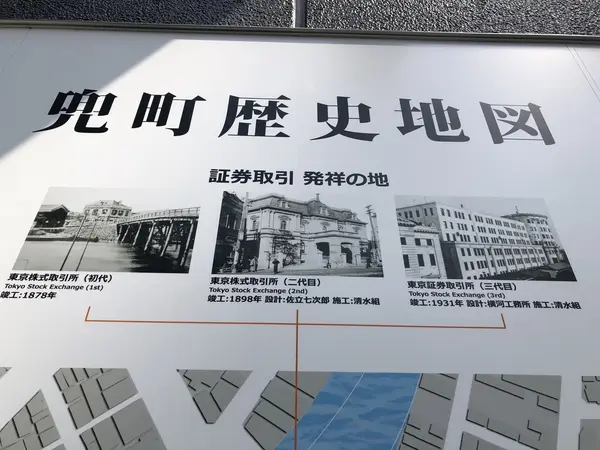 兜町歴史地図
証券取引 発祥の地
東京株式取引所（初代）
Tokyo Stock Exchange (1st)
竣工:1878年
東京株式取引所（二代目）
Tokyo Stock Exchange (2nd)
竣工:1898年 設計:佐立七次郎 施工:清水組
東京証券取引所（三代目）
Tokyo Stock Exchange (3rd)
竣工:1931年 設計:横河工務所 施工:清水組